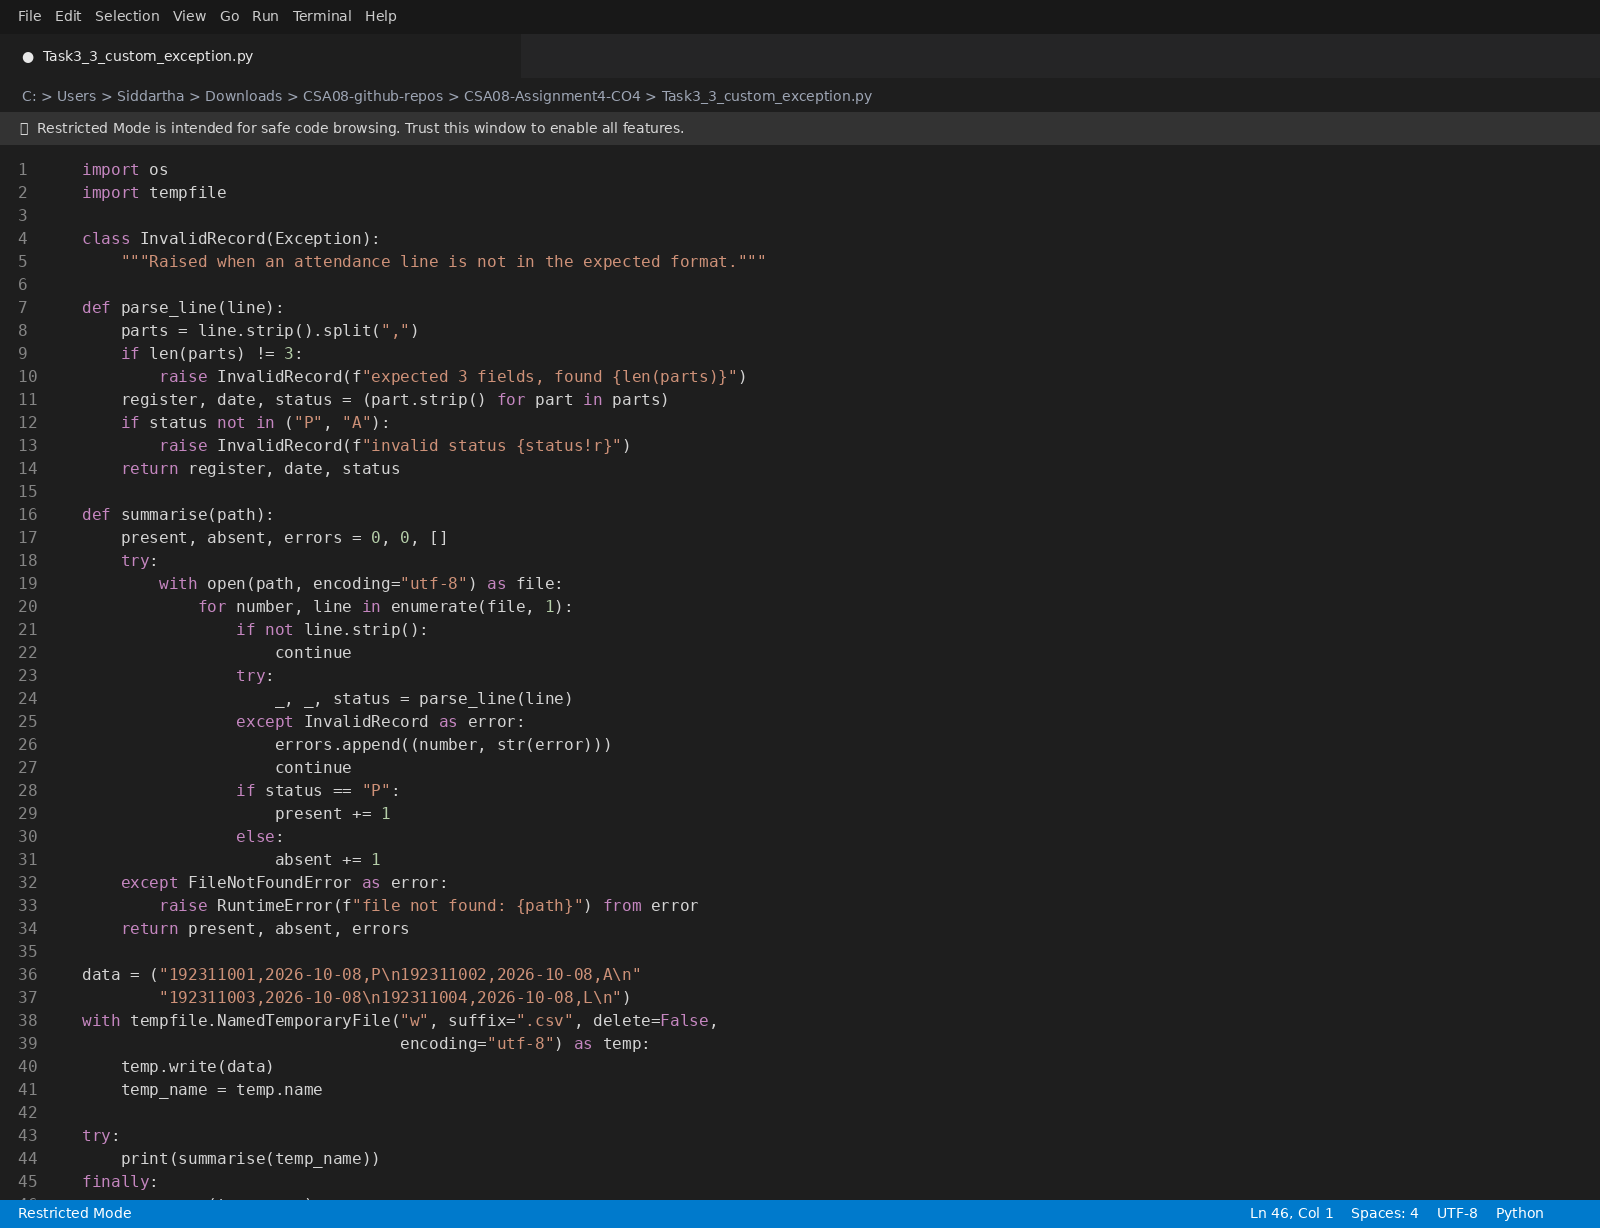 File Edit Selection View Go Run Terminal Help
● Task3_3_custom_exception.py
C: > Users > Siddartha > Downloads > CSA08-github-repos > CSA08-Assignment4-CO4 > Task3_3_custom_exception.py
Restricted Mode is intended for safe code browsing. Trust this window to enable all features.
1 import os
2 import tempfile
3
4 class InvalidRecord(Exception):
5     """Raised when an attendance line is not in the expected format."""
6
7 def parse_line(line):
8     parts = line.strip().split(",")
9     if len(parts) != 3:
10         raise InvalidRecord(f"expected 3 fields, found {len(parts)}")
11     register, date, status = (part.strip() for part in parts)
12     if status not in ("P", "A"):
13         raise InvalidRecord(f"invalid status {status!r}")
14     return register, date, status
15
16 def summarise(path):
17     present, absent, errors = 0, 0, []
18     try:
19         with open(path, encoding="utf-8") as file:
20             for number, line in enumerate(file, 1):
21                 if not line.strip():
22                     continue
23                 try:
24                     _, _, status = parse_line(line)
25                 except InvalidRecord as error:
26                     errors.append((number, str(error)))
27                     continue
28                 if status == "P":
29                     present += 1
30                 else:
31                     absent += 1
32     except FileNotFoundError as error:
33         raise RuntimeError(f"file not found: {path}") from error
34     return present, absent, errors
35
36 data = ("192311001,2026-10-08,P\n192311002,2026-10-08,A\n"
37         "192311003,2026-10-08\n192311004,2026-10-08,L\n")
38 with tempfile.NamedTemporaryFile("w", suffix=".csv", delete=False,
39                                  encoding="utf-8") as temp:
40     temp.write(data)
41     temp_name = temp.name
42
43 try:
44     print(summarise(temp_name))
45 finally:
Restricted Mode Ln 46, Col 1 Spaces: 4 UTF-8 Python